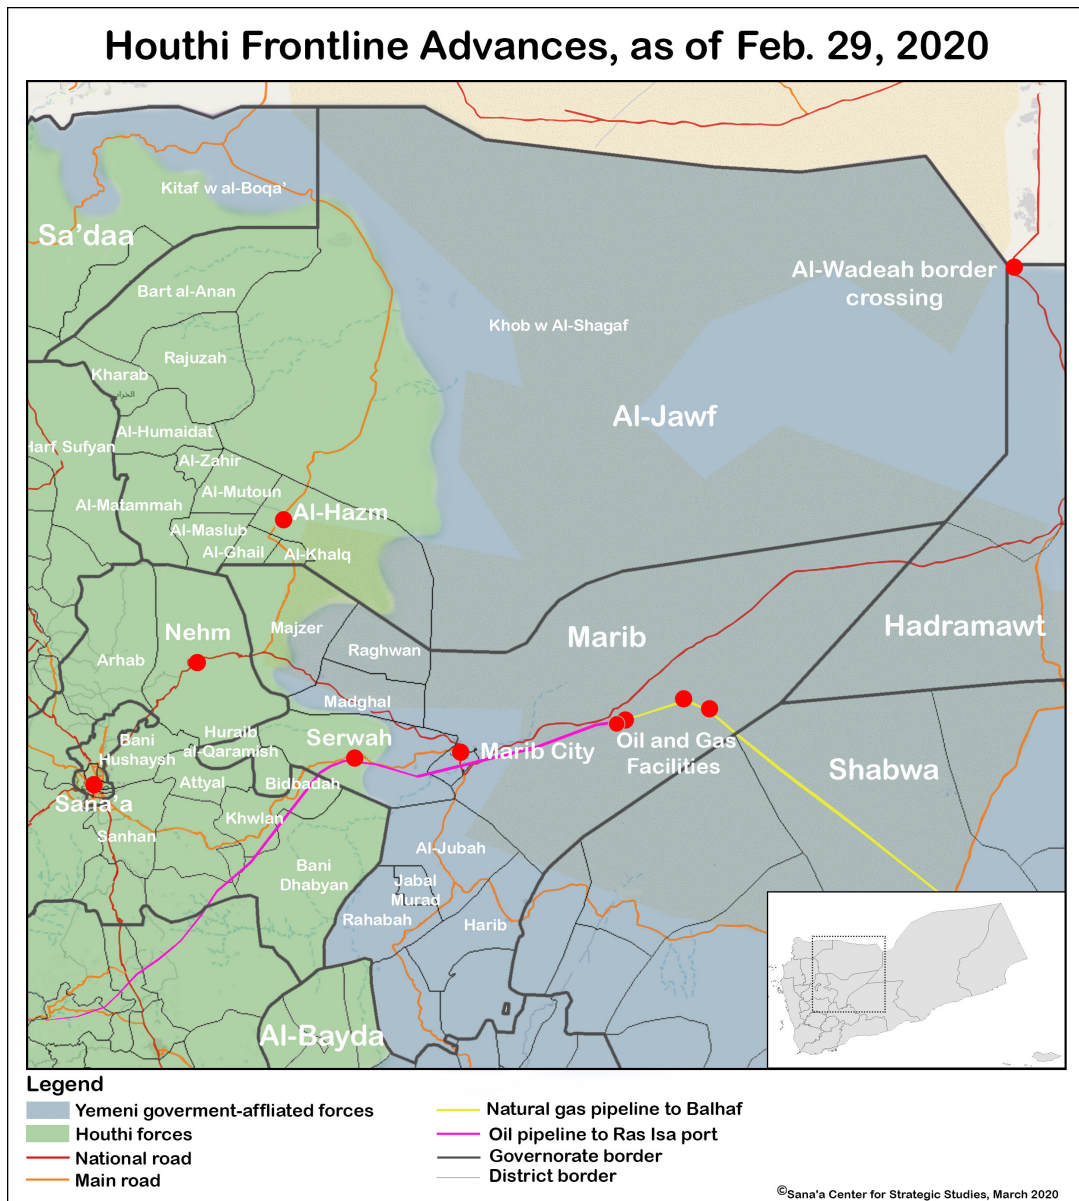 Houthi Frontline Advances, as of Feb. 29, 2020
Kitaf w al-Boqa'
Sa'daa
Al-Wadeah border
crossing
Bart al-Anan
Khob w Al-Shagaf
Rajuzah
Kharab
الخراب
Al-Jawf
Al-Humaidat
Harf Sufyan
Al-Zahir
Al-Mutoun
Al-Matammah
Al-Hazm
Al-Maslub
Al-Ghail
Al-Khalq
Nehm
Majzer
Marib
Hadramawt
Arhab
Raghwan
Madghal
Huraib
al-Qaramish
Serwah
Bani
Hushaysh
Marib City
Oil and Gas
Facilities
Shabwa
Attyal
Bidbadah
Sana'a
Khwlan
Sanhan
Al-Jubah
Bani
Dhabyan
Jabal
Murad
Rahabah
Harib
Al-Bayda
Legend
Yemeni goverment-affliated forces
Houthi forces
National road
Main road
Natural gas pipeline to Balhaf
Oil pipeline to Ras Isa port
Governorate border
District border
©Sana'a Center for Strategic Studies, March 2020